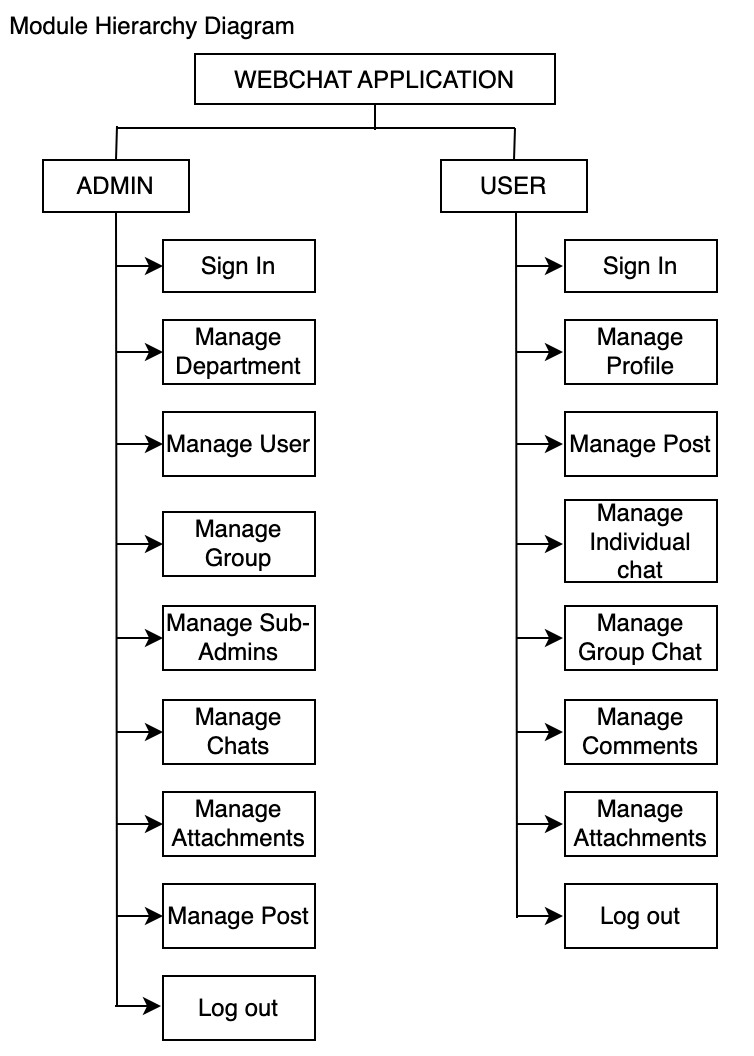 Module Hierarchy Diagram
WEBCHAT APPLICATION
ADMIN
Sign In
Manage
Department
Manage User
Manage
Group
Manage Sub-
Admins
Manage
Chats
Manage
Attachments
Manage Post
Log out
USER
Sign In
Manage
Profile
Manage Post
Manage
Individual
chat
Manage
Group Chat
Manage
Comments
Manage
Attachments
Log out